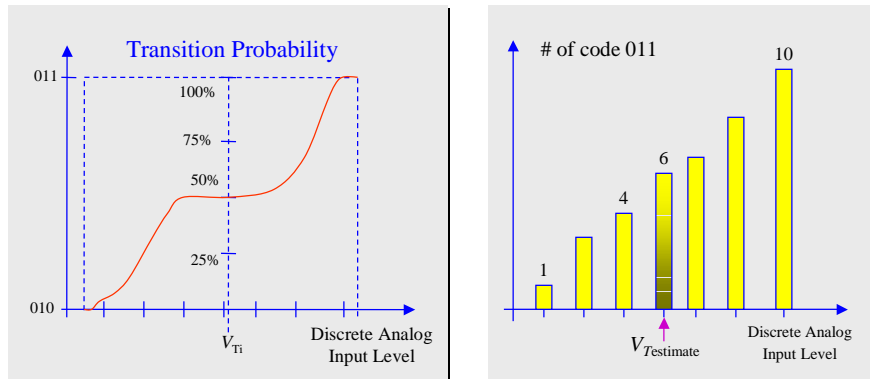 Transition Probability
011
100%
75%
50%
25%
010
V_Ti
Discrete Analog
Input Level
# of code 011
10
6
4
1
V_Testimate
Discrete Analog
Input Level